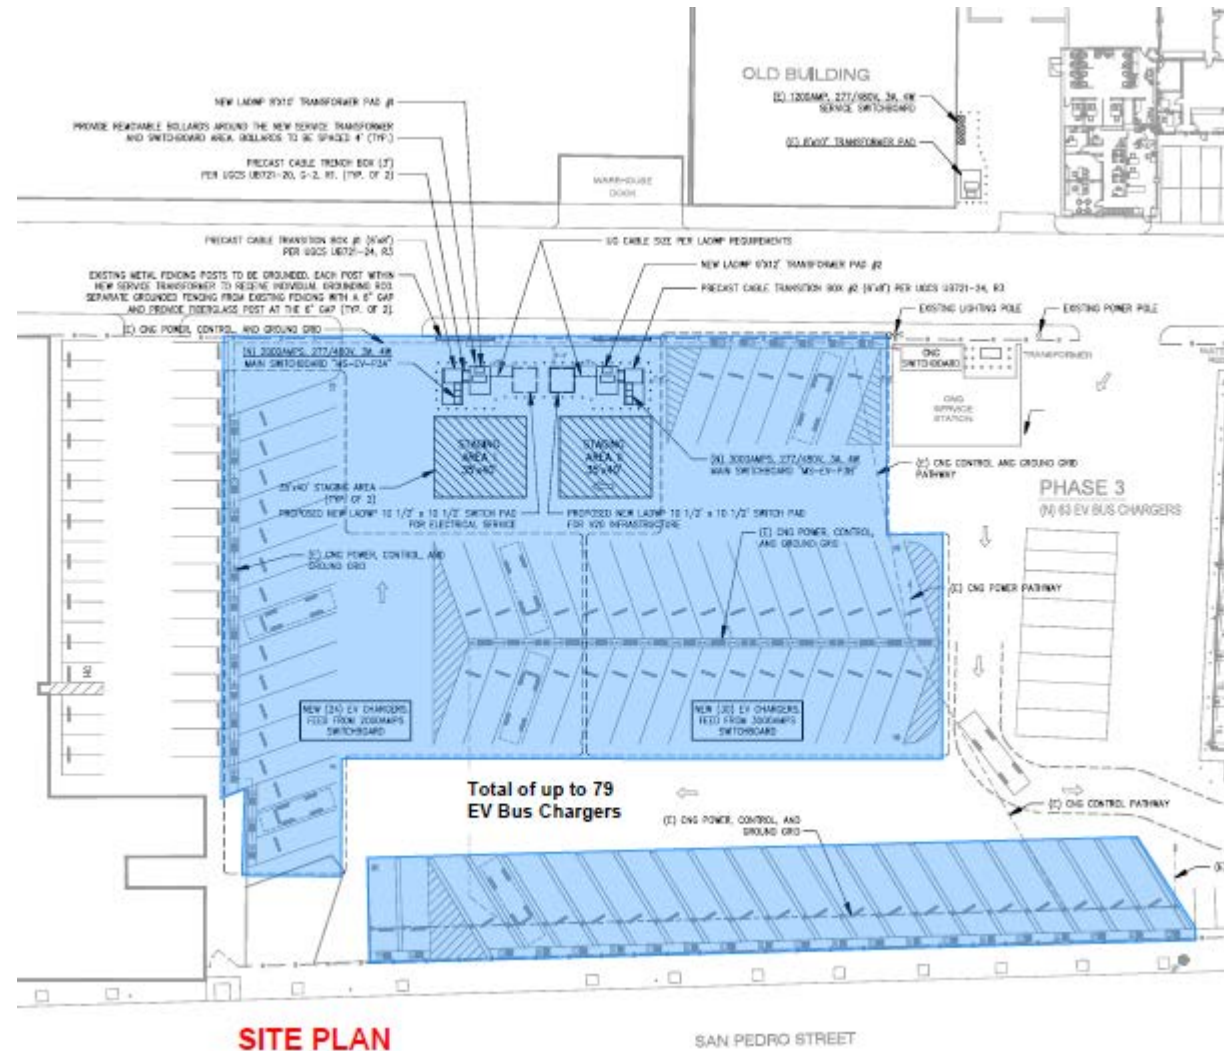 OLD BUILDING
(E) 1200AMP, 277/480V, 3Ø, 4W
SERVICE SWITCHBOARD
(E) 8'x10' TRANSFORMER PAD
NEW LADWP 8'X10' TRANSFORMER PAD #1
PROVIDE REMOVABLE BOLLARDS AROUND THE NEW SERVICE TRANSFORMER
AND SWITCHBOARD AREA. BOLLARDS TO BE SPACED 4' (TYP.)
PRECAST CABLE TRENCH BOX (3')
PER UGCS UB721-20, G-2, R1. (TYP. OF 2)
WAREHOUSE
DOCK
PRECAST CABLE TRANSITION BOX #1 (6'x8')
PER UGCS UB721-24, R3
U/G CABLE SIZE PER LADWP REQUIREMENTS
EXISTING METAL FENCING POSTS TO BE GROUNDED. EACH POST WITHIN
NEW SERVICE TRANSFORMER TO RECEIVE INDIVIDUAL GROUNDING ROD.
SEPARATE GROUNDED FENCING FROM EXISTING FENCING WITH A 6" GAP
AND PROVIDE FIBERGLASS POST AT THE 6" GAP (TYP. OF 2)
NEW LADWP TRANSFORMER PAD #2
PRECAST CABLE TRANSITION BOX #2 (6'x8') PER UGCS UB721-24, R3
EXISTING LIGHTING POLE
EXISTING POWER POLE
(E) CNG POWER, CONTROL, AND GROUND GRID
(N) 2000AMPS, 277/480V, 3Ø, 4W
MAIN SWITCHBOARD "MS-EV-P3A"
CNG
SWITCHBOARD
TRANSFORMER
CNG
SERVICE
STATION
STAGING
AREA 1
35'x40'
STAGING
AREA
35'x40'
(N) 3000AMPS, 277/480V, 3Ø, 4W
MAIN SWITCHBOARD "MS-EV-P3B"
(E) CNG CONTROL AND GROUND GRID
PATHWAY
35'x40' STAGING AREA
(TYP. OF 2)
PHASE 3
(N) 63 EV BUS CHARGERS
PROPOSED NEW LADWP 10 1/2' x 10 1/2' SWITCH PAD
FOR ELECTRICAL SERVICE
PROPOSED NEW LADWP 10 1/2' x 10 1/2' SWITCH PAD
FOR V2G INFRASTRUCTURE
(E) CNG POWER, CONTROL,
AND GROUND GRID
(E) CNG POWER, CONTROL, AND
GROUND GRID
(E) CNG POWER PATHWAY
NEW (24) EV CHARGERS
FEED FROM 2000AMPS
SWITCHBOARD
NEW (30) EV CHARGERS
FEED FROM 3000AMPS
SWITCHBOARD
Total of up to 79
EV Bus Chargers
(E) CNG CONTROL PATHWAY
(E) CNG POWER, CONTROL, AND
GROUND GRID
SITE PLAN
SAN PEDRO STREET